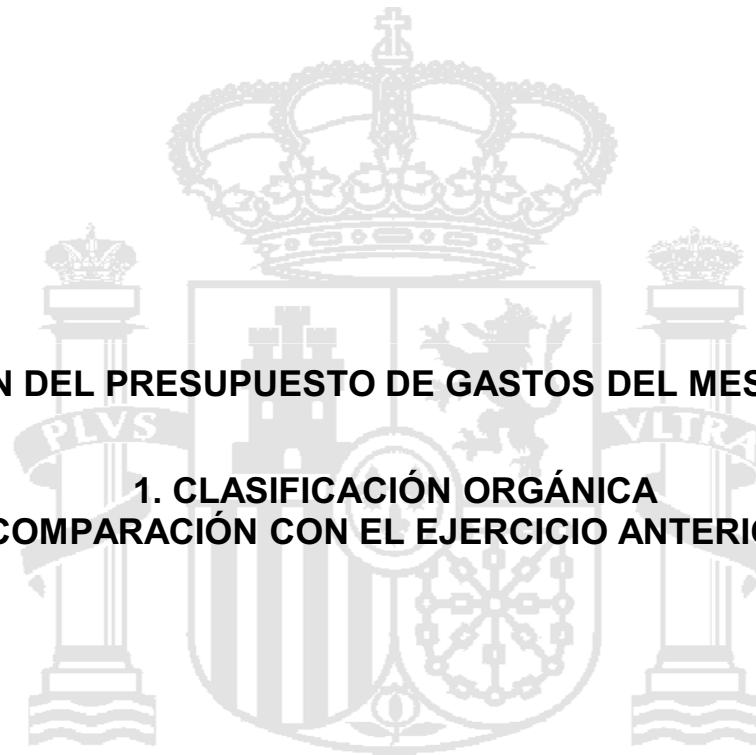 N DEL PRESUPUESTO DE GASTOS DEL MES
PLVS
VLTRA
1. CLASIFICACIÓN ORGÁNICA
COMPARACIÓN CON EL EJERCICIO ANTERIO